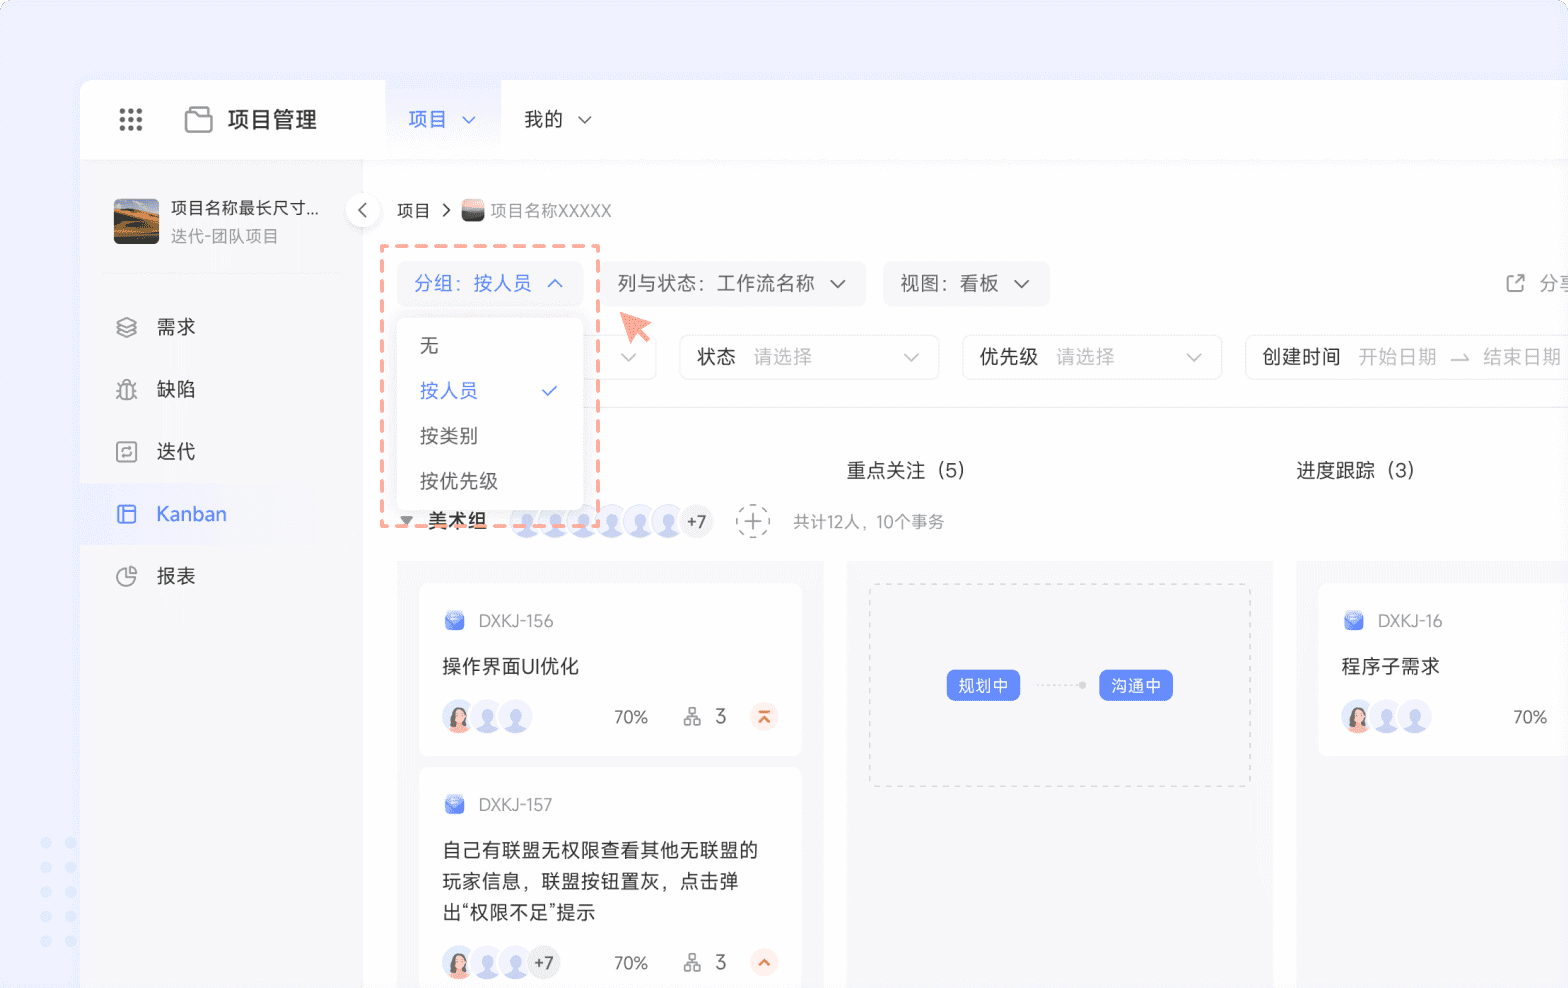 项目管理
项目
我的
项目名称最长尺寸...
迭代-团队项目
项目
项目名称XXXXX
分组：按人员
列与状态：工作流名称
视图：看板
分享
无
按人员
按类别
按优先级
状态 请选择
优先级 请选择
创建时间 开始日期 结束日期
需求
缺陷
迭代
Kanban
报表
重点关注（5）
进度跟踪（3）
美术组
+7
共计12人，10个事务
DXKJ-156
操作界面UI优化
70%
3
规划中
沟通中
DXKJ-16
程序子需求
70%
DXKJ-157
自己有联盟无权限查看其他无联盟的
玩家信息，联盟按钮置灰，点击弹
出“权限不足”提示
+7
70%
3